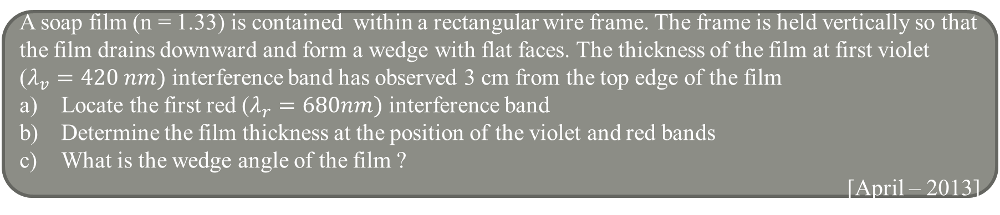 A soap film (n = 1.33) is contained within a rectangular wire frame. The frame is held vertically so that
the film drains downward and form a wedge with flat faces. The thickness of the film at first violet
(λᵥ = 420 nm) interference band has observed 3 cm from the top edge of the film
a) Locate the first red (λᵣ = 680nm) interference band
b) Determine the film thickness at the position of the violet and red bands
c) What is the wedge angle of the film ?
[April – 2013]